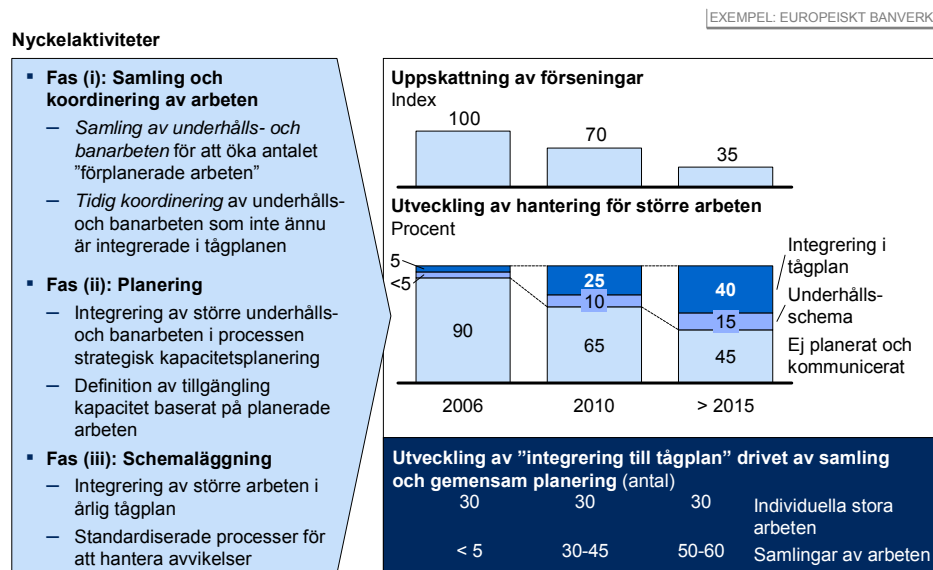 EXEMPEL: EUROPEISKT BANVERK
Nyckelaktiviteter
▪ Fas (i): Samling och
koordinering av arbeten
– Samling av underhålls- och
banarbeten för att öka antalet
”förplanerade arbeten”
– Tidig koordinering av underhålls-
och banarbeten som inte ännu
är integrerade i tågplanen
▪ Fas (ii): Planering
– Integrering av större underhålls-
och banarbeten i processen
strategisk kapacitetsplanering
– Definition av tillgängling
kapacitet baserat på planerade
arbeten
▪ Fas (iii): Schemaläggning
– Integrering av större arbeten i
årlig tågplan
– Standardiserade processer för
att hantera avvikelser
Uppskattning av förseningar
Index
100 70 35
Utveckling av hantering för större arbeten
Procent
5 25 40 Integrering i
tågplan
<5 10 15 Underhålls-
schema
90 65 45 Ej planerat och
kommunicerat
2006 2010 > 2015
Utveckling av ”integrering till tågplan” drivet av samling
och gemensam planering (antal)
30 30 30 Individuella stora
arbeten
< 5 30-45 50-60 Samlingar av arbeten